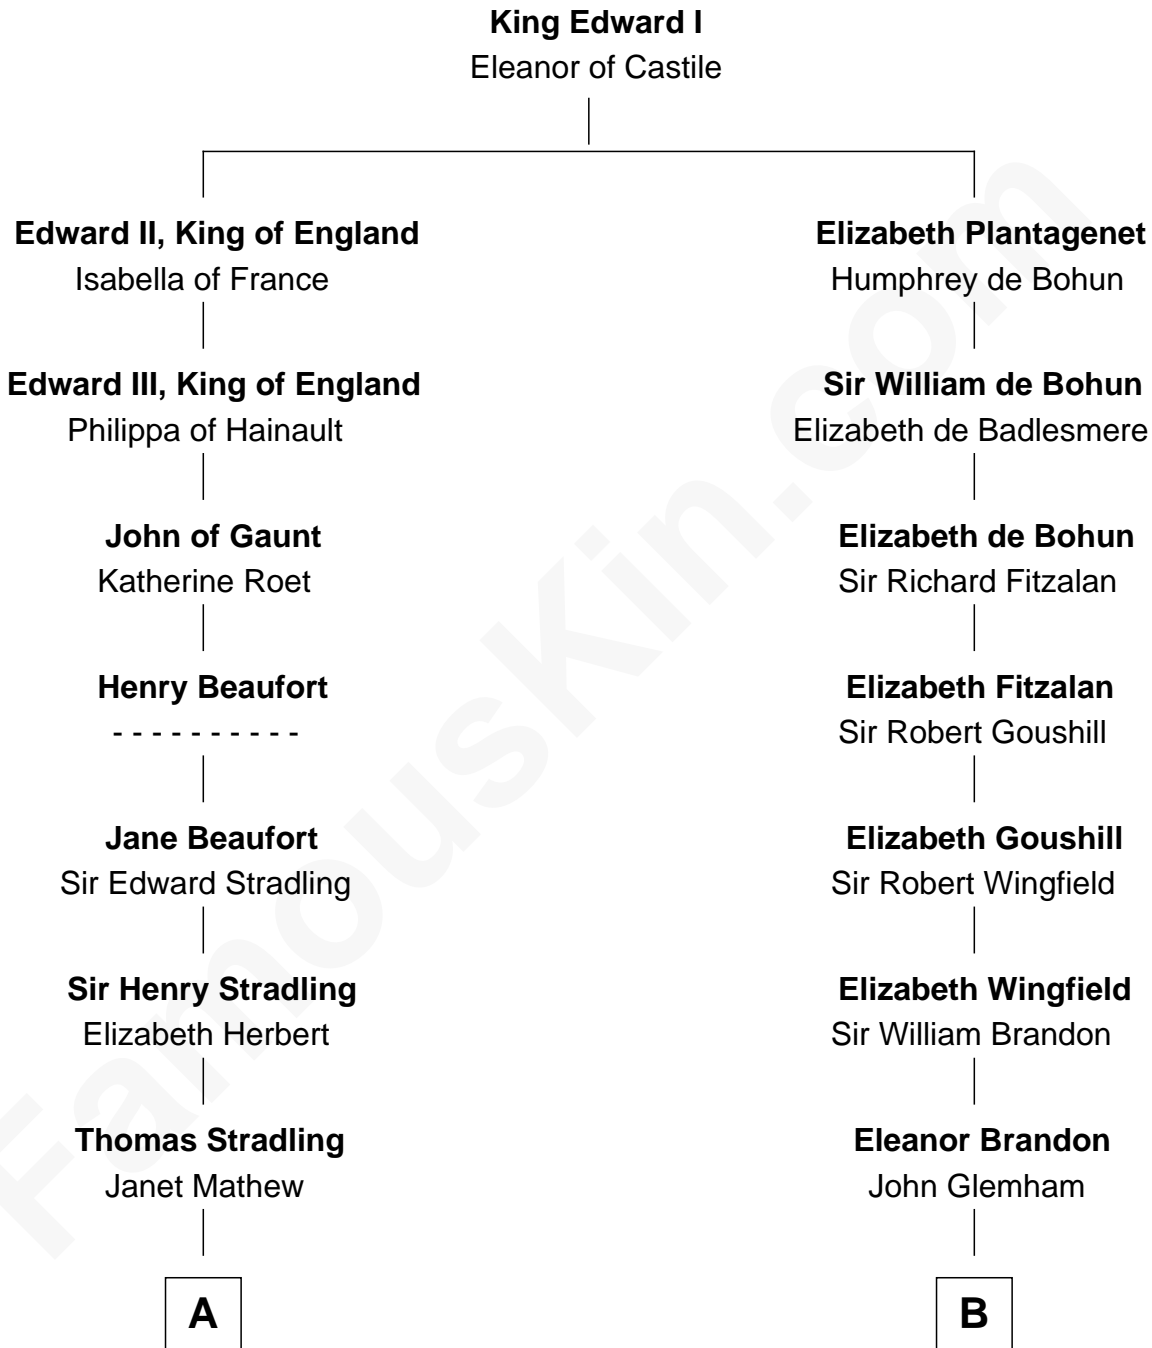 King Edward I
Eleanor of Castile
Edward II, King of England
Isabella of France
Elizabeth Plantagenet
Humphrey de Bohun
Edward III, King of England
Philippa of Hainault
Sir William de Bohun
Elizabeth de Badlesmere
John of Gaunt
Katherine Roet
Elizabeth de Bohun
Sir Richard Fitzalan
Henry Beaufort
- - - - - - - - - -
Elizabeth Fitzalan
Sir Robert Goushill
Jane Beaufort
Sir Edward Stradling
Elizabeth Goushill
Sir Robert Wingfield
Sir Henry Stradling
Elizabeth Herbert
Elizabeth Wingfield
Sir William Brandon
Thomas Stradling
Janet Mathew
Eleanor Brandon
John Glemham
A
B
FamousKin.com